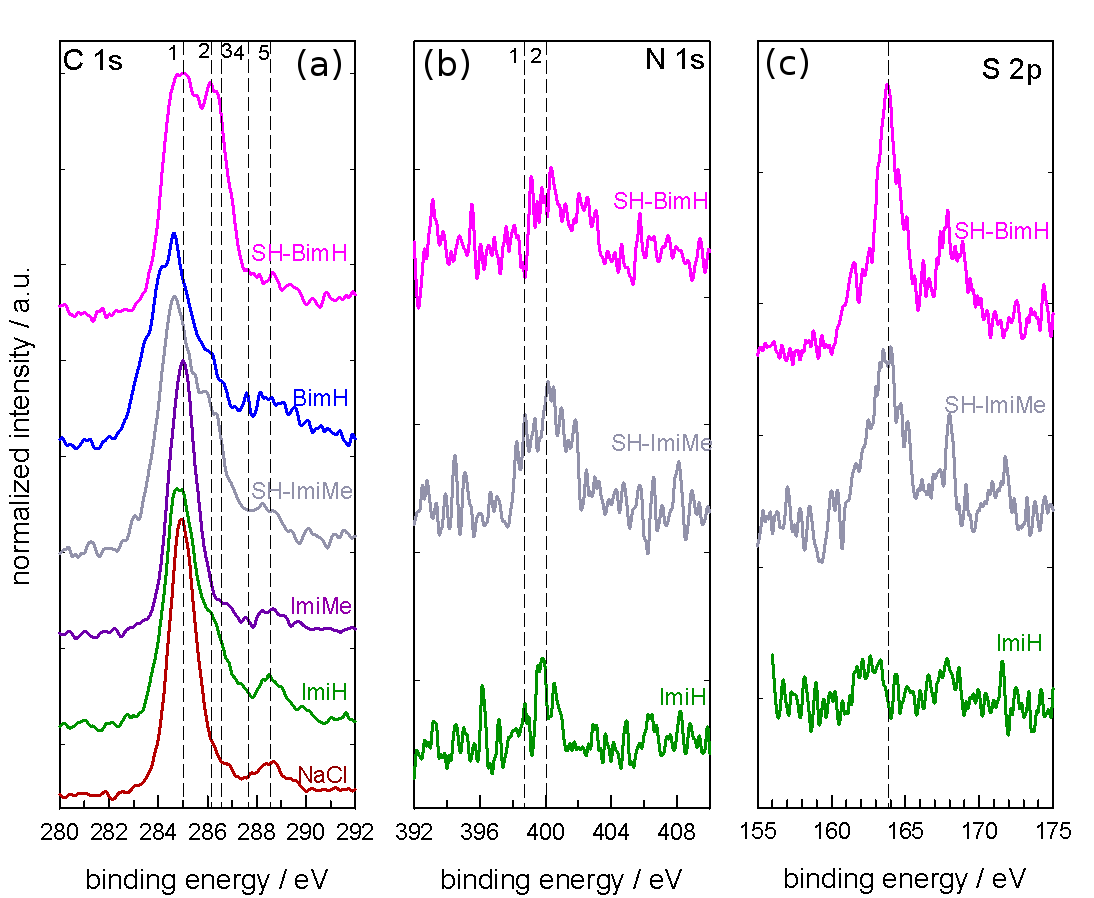 normalized intensity / a.u.
C 1s
1 2 34 5
(a)
SH-BimH
BimH
SH-ImiMe
ImiMe
ImiH
NaCl
280 282 284 286 288 290 292
binding energy / eV
(b)
1 2
N 1s
SH-BimH
SH-ImiMe
ImiH
392 396 400 404 408
binding energy / eV
(c)
S 2p
SH-BimH
SH-ImiMe
ImiH
155 160 165 170 175
binding energy / eV